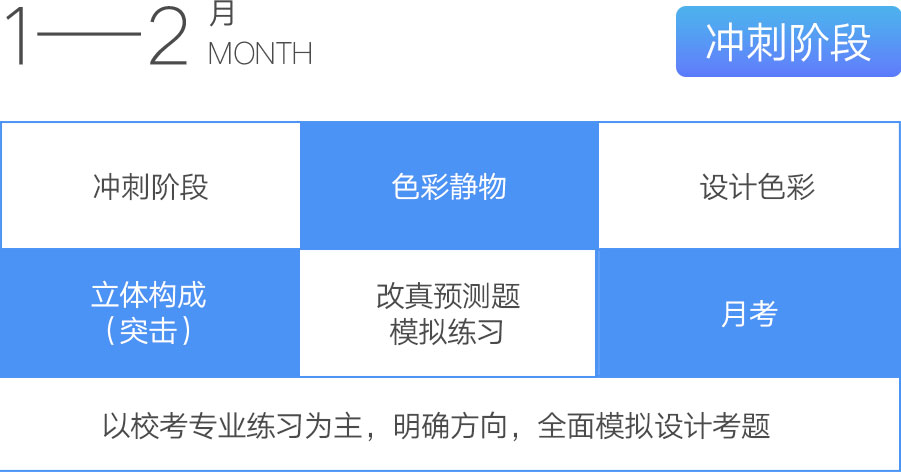 1—2月
MONTH
冲刺阶段
冲刺阶段
色彩静物
设计色彩
立体构成
（突击）
改真预测题
模拟练习
月考
以校考专业练习为主，明确方向，全面模拟设计考题